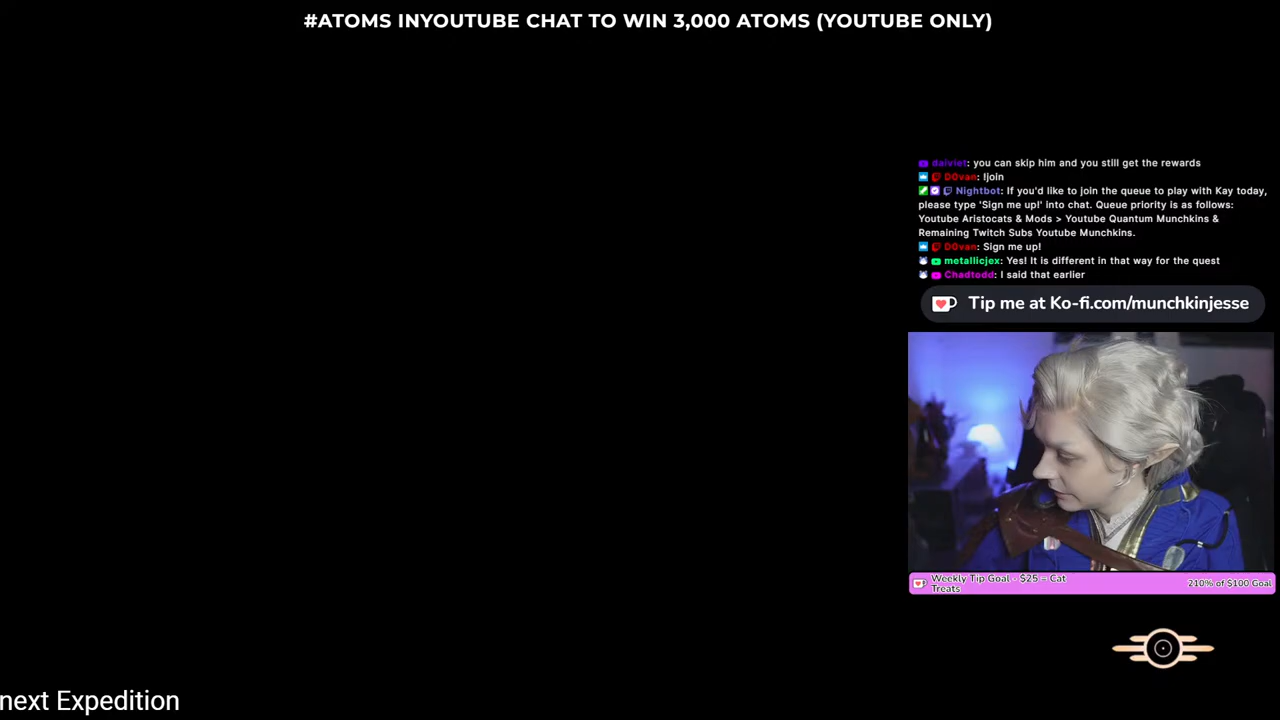 #ATOMS INYOUTUBE CHAT TO WIN 3,000 ATOMS (YOUTUBE ONLY)
daiviet: you can skip him and you still get the rewards
D0van: !join
Nightbot: If you'd like to join the queue to play with Kay today,
please type 'Sign me up!' into chat. Queue priority is as follows:
Youtube Aristocats & Mods > Youtube Quantum Munchkins &
Remaining Twitch Subs Youtube Munchkins.
D0van: Sign me up!
metallicjex: Yes! It is different in that way for the quest
Chadtodd: I said that earlier
Tip me at Ko-fi.com/munchkinjesse
Weekly Tip Goal - $25 = Cat
Treats
210% of $100 Goal
next Expedition